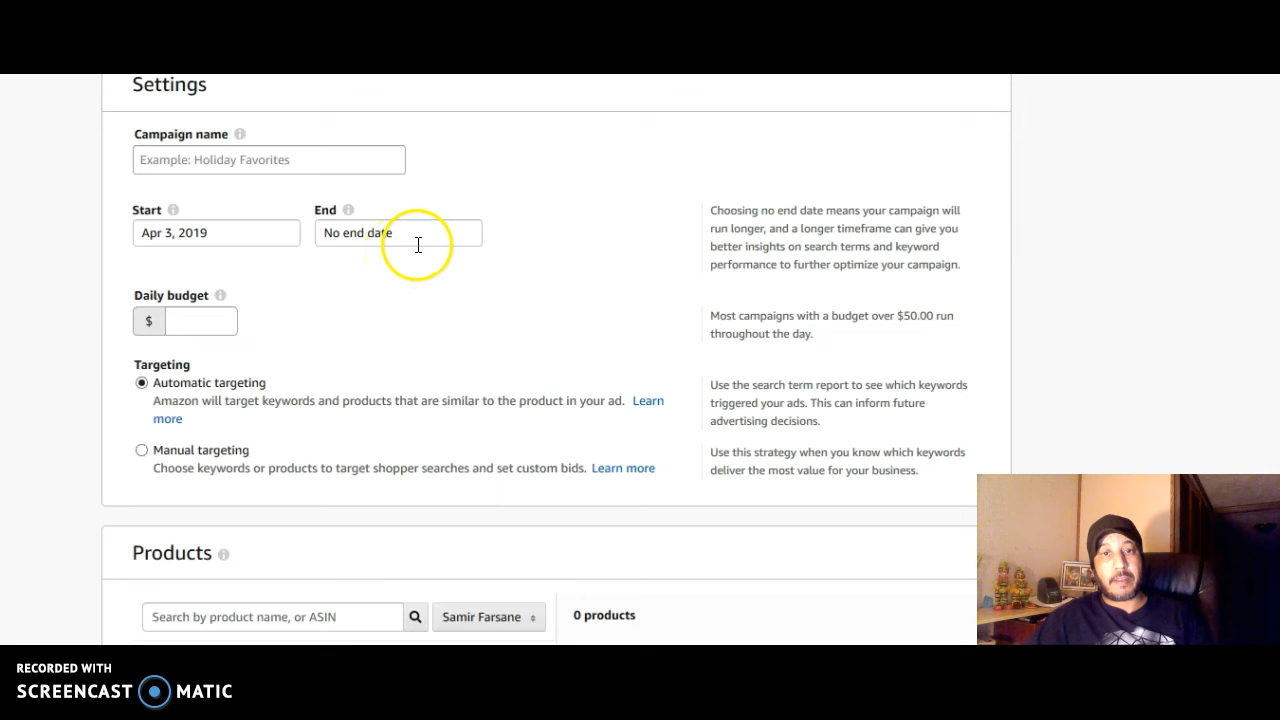 Settings
Campaign name
Example: Holiday Favorites
Start
End
Apr 3, 2019
No end date
Choosing no end date means your campaign will
run longer, and a longer timeframe can give you
better insights on search terms and keyword
performance to further optimize your campaign.
Daily budget
$
Most campaigns with a budget over $50.00 run
throughout the day.
Targeting
Automatic targeting
Amazon will target keywords and products that are similar to the product in your ad. Learn
more
Use the search term report to see which keywords
triggered your ads. This can inform future
advertising decisions.
Manual targeting
Choose keywords or products to target shopper searches and set custom bids. Learn more
Use this strategy when you know which keywords
deliver the most value for your business.
Products
Search by product name, or ASIN
Samir Farsane
0 products
RECORDED WITH
SCREENCAST MATIC